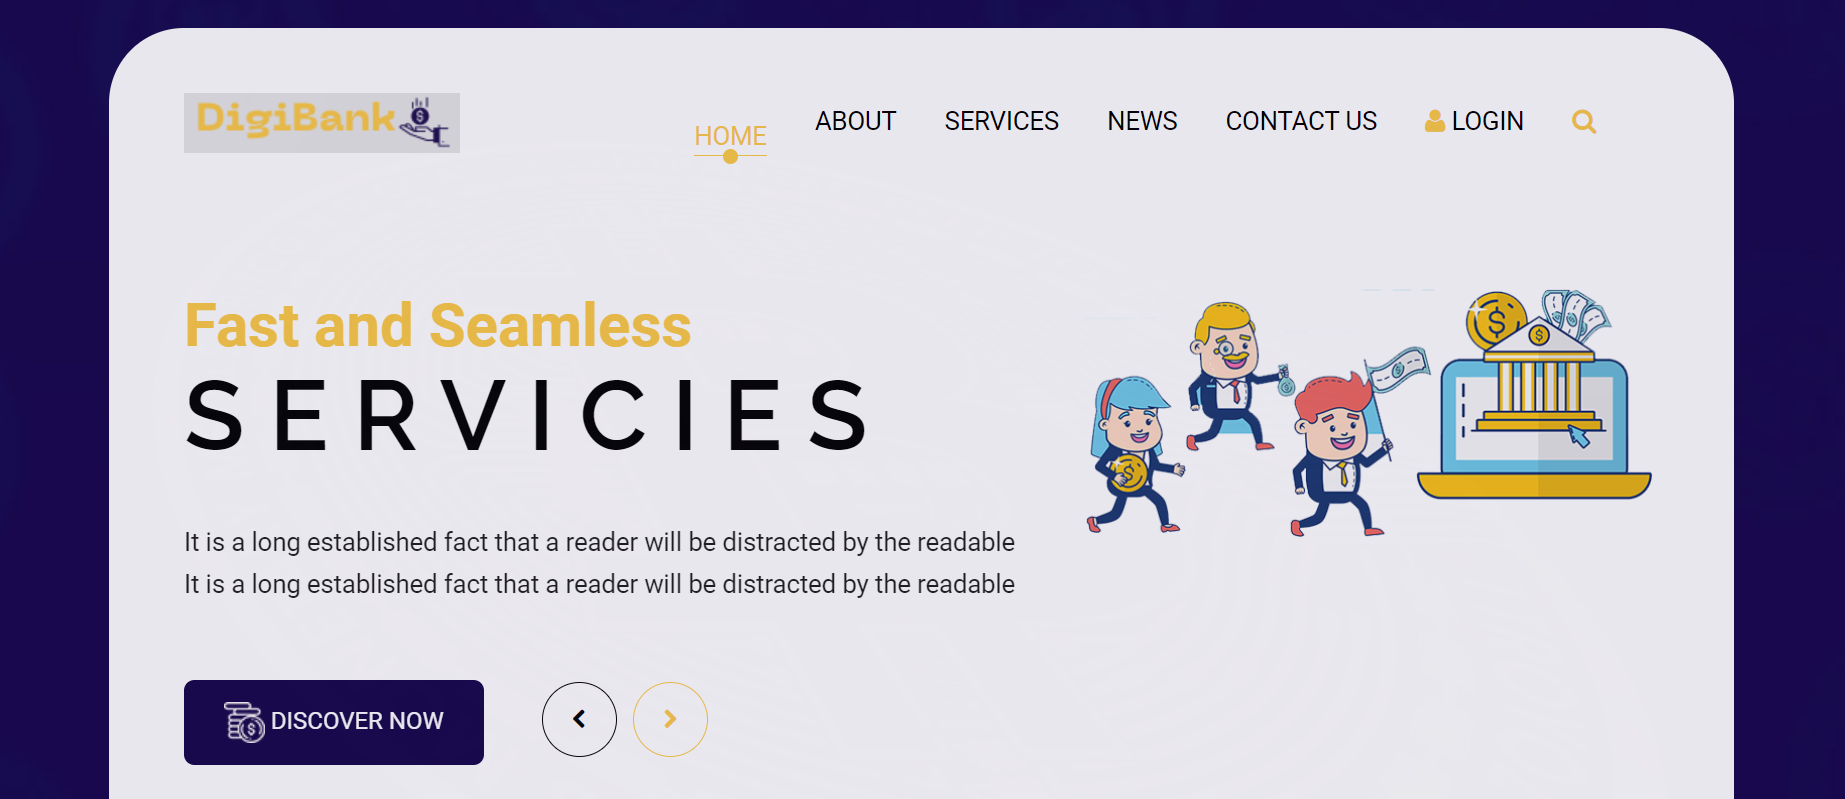 DigiBank
HOME ABOUT SERVICES NEWS CONTACT US LOGIN
Fast and Seamless
SERVICIES
It is a long established fact that a reader will be distracted by the readable
It is a long established fact that a reader will be distracted by the readable
DISCOVER NOW